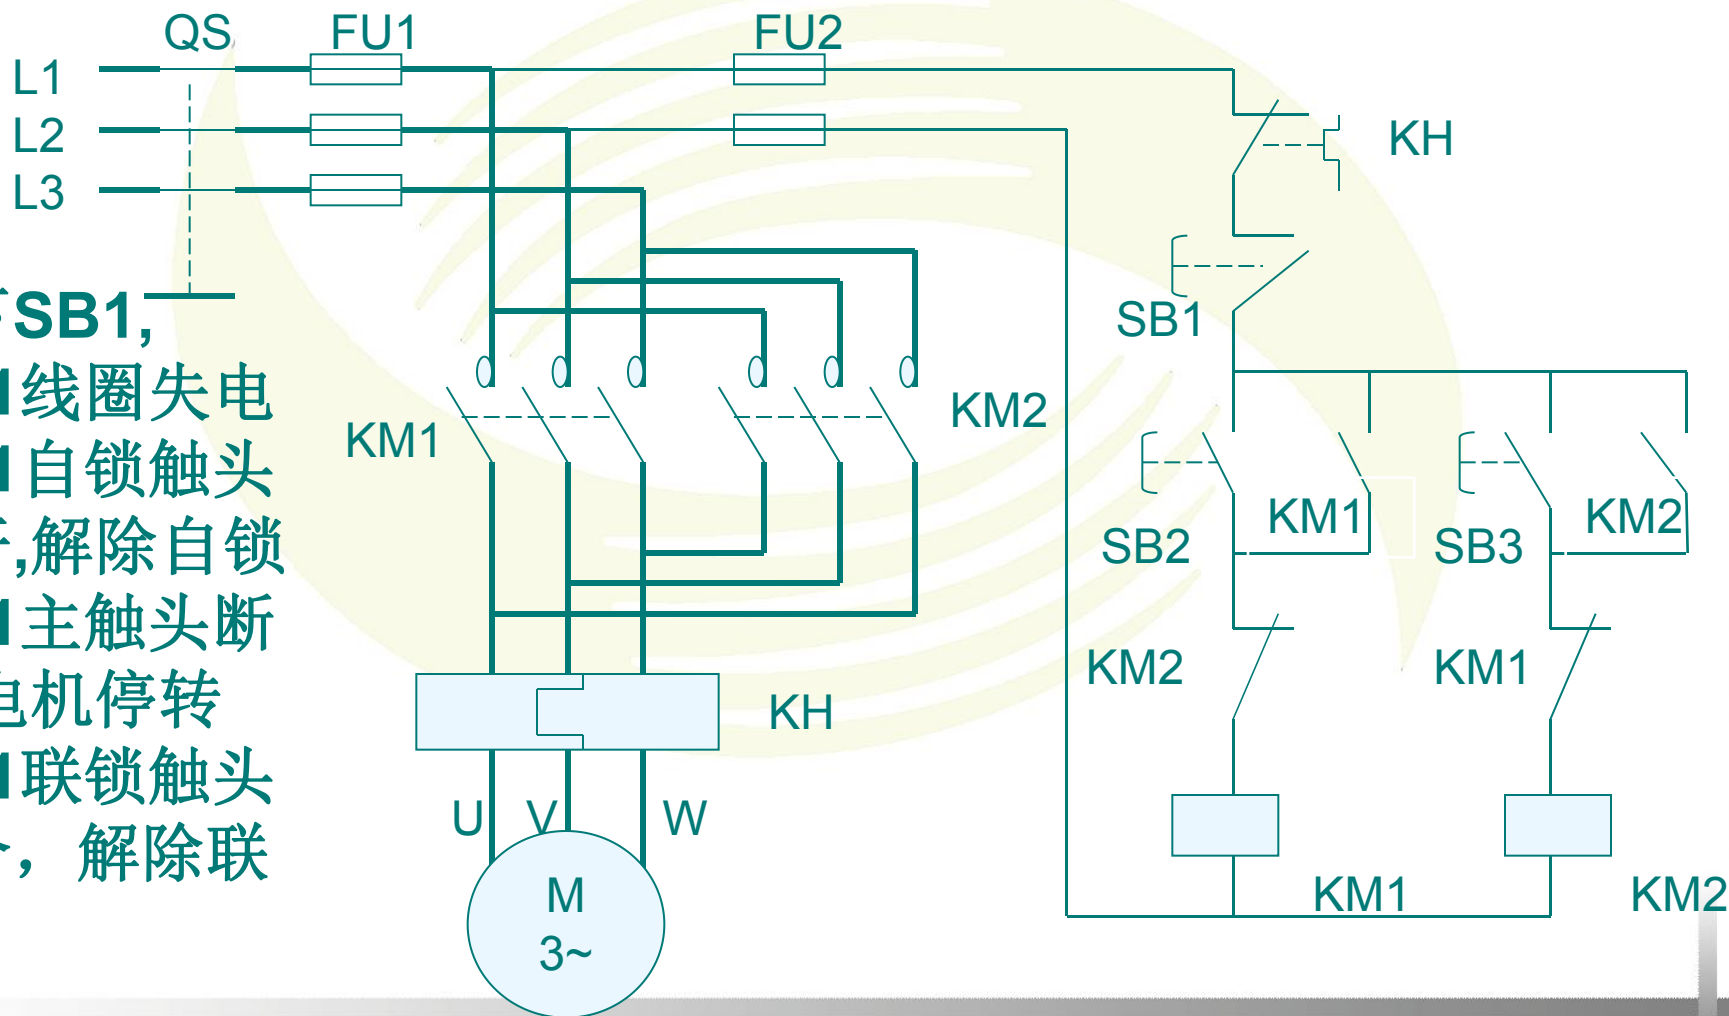 QS
FU1
FU2
L1
L2
L3
KH
SB1,
SB1
线圈失电
KM1
KM2
自锁触头
,解除自锁
KM1
KM2
SB2
SB3
主触头断
KM2
KM1
电机停转
KH
联锁触头
U
V
W
，解除联
M
3~
KM1
KM2